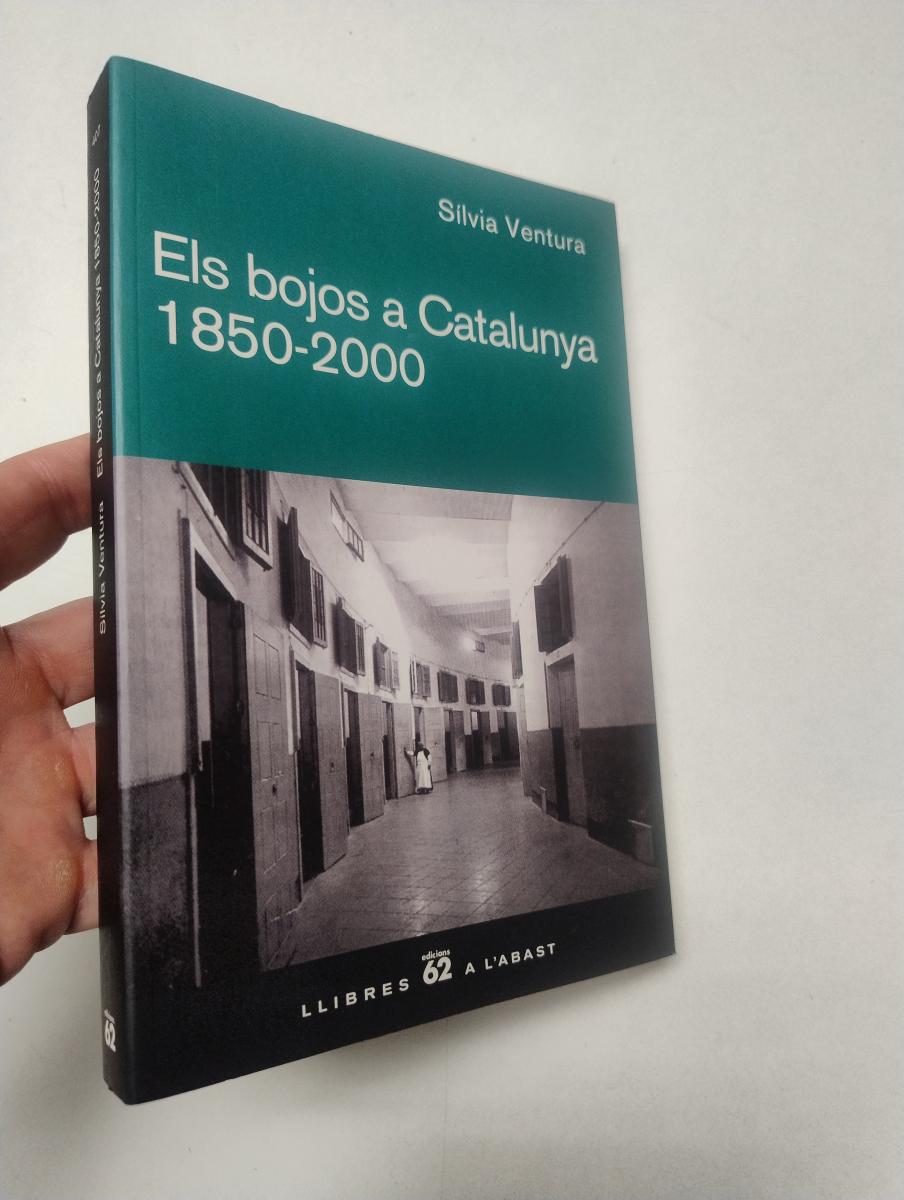 Sílvia Ventura
Els bojos a Catalunya
1850-2000
LLIBRES edicions 62 A L'ABAST
Sílvia Ventura Els bojos a Catalunya 1850-2000
edicions 62